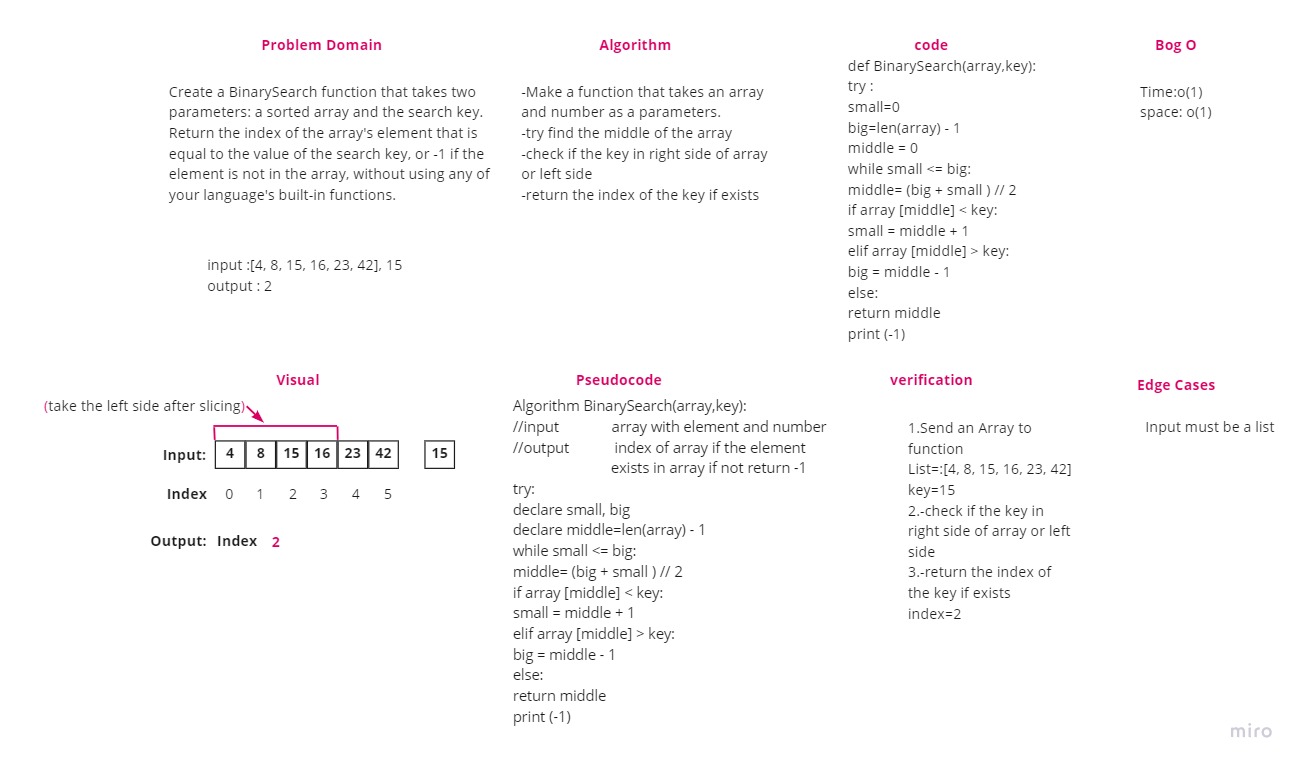 Problem Domain
Create a BinarySearch function that takes two
parameters: a sorted array and the search key.
Return the index of the array's element that is
equal to the value of the search key, or -1 if the
element is not in the array, without using any of
your language's built-in functions.
input :[4, 8, 15, 16, 23, 42], 15
output : 2
Algorithm
-Make a function that takes an array
and number as a parameters.
-try find the middle of the array
-check if the key in right side of array
or left side
-return the index of the key if exists
code
def BinarySearch(array,key):
try :
small=0
big=len(array) - 1
middle = 0
while small <= big:
middle= (big + small ) // 2
if array [middle] < key:
small = middle + 1
elif array [middle] > key:
big = middle - 1
else:
return middle
print (-1)
Bog O
Time:o(1)
space: o(1)
Visual
(take the left side after slicing)
Input: 4 8 15 16 23 42 15
Index 0 1 2 3 4 5
Output: Index 2
Pseudocode
Algorithm BinarySearch(array,key):
//input array with element and number
//output index of array if the element
exists in array if not return -1
try:
declare small, big
declare middle=len(array) - 1
while small <= big:
middle= (big + small ) // 2
if array [middle] < key:
small = middle + 1
elif array [middle] > key:
big = middle - 1
else:
return middle
print (-1)
verification
1.Send an Array to
function
List=:[4, 8, 15, 16, 23, 42]
key=15
2.-check if the key in
right side of array or left
side
3.-return the index of
the key if exists
index=2
Edge Cases
Input must be a list
miro